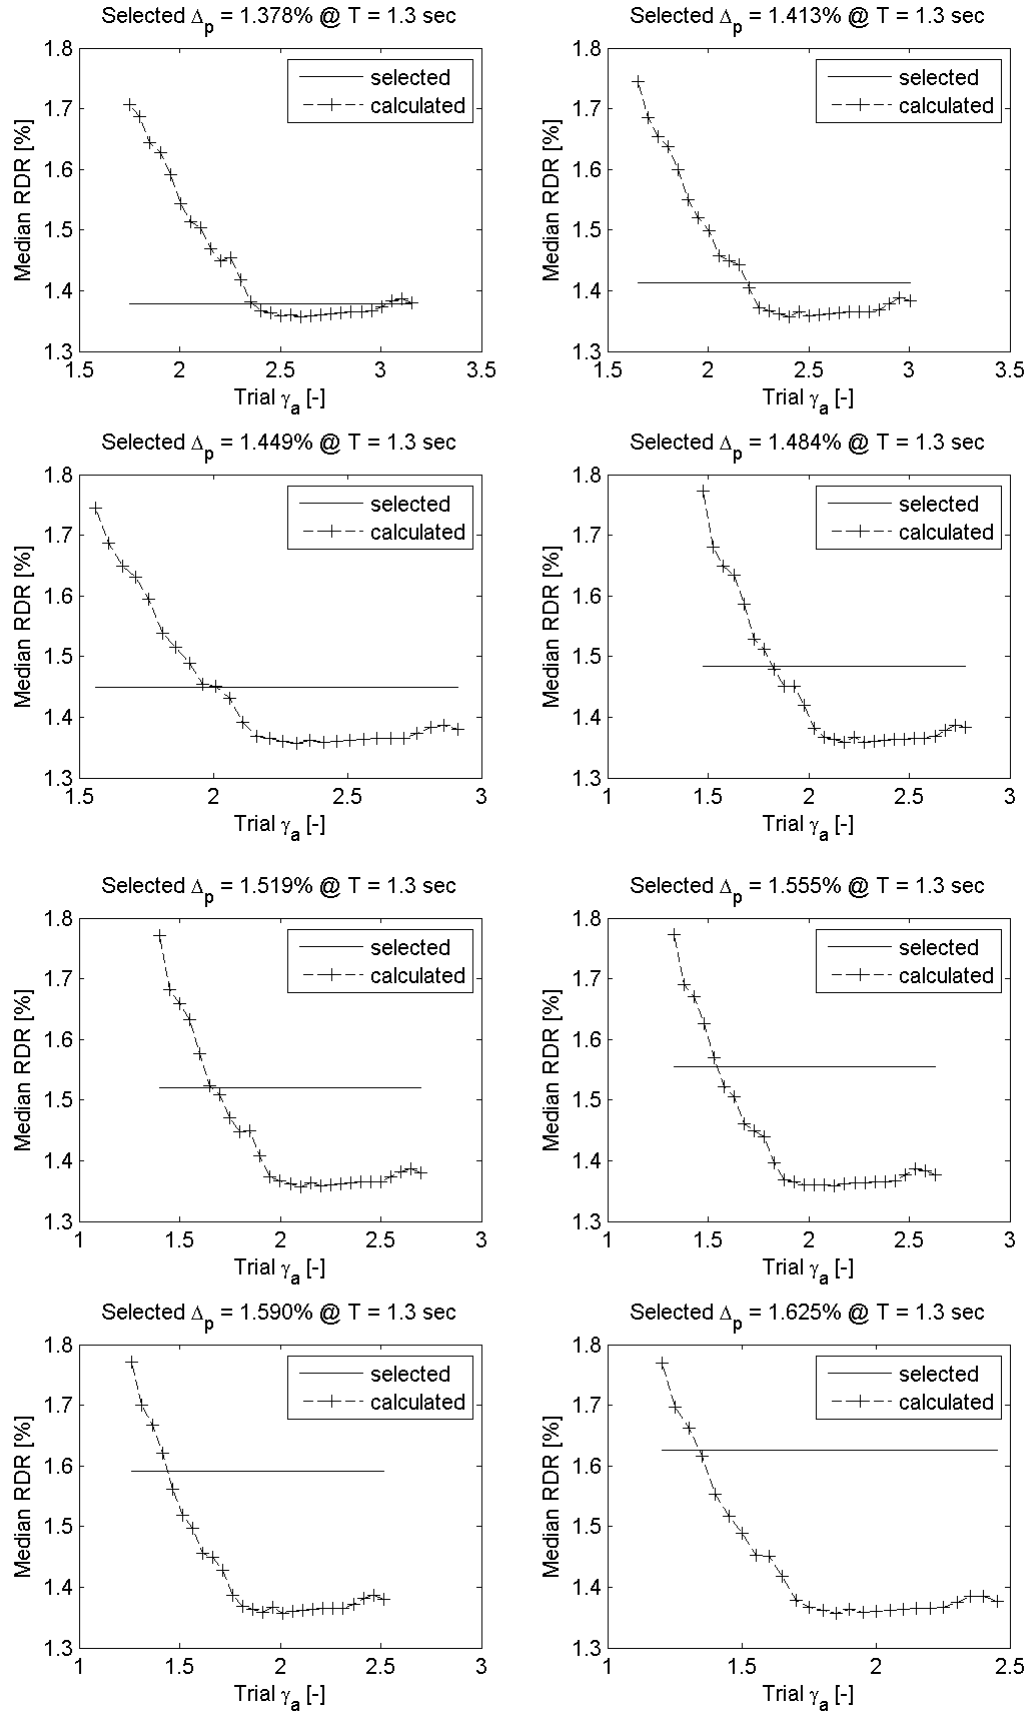 Selected Δp = 1.378% @ T = 1.3 sec
1.8
1.7
1.6
1.5
1.4
1.3
Median RDR [%]
selected
calculated
1.5 2 2.5 3 3.5
Trial γa [-]
Selected Δp = 1.413% @ T = 1.3 sec
1.8
1.7
1.6
1.5
1.4
1.3
Median RDR [%]
selected
calculated
1.5 2 2.5 3 3.5
Trial γa [-]
Selected Δp = 1.449% @ T = 1.3 sec
1.8
1.7
1.6
1.5
1.4
1.3
Median RDR [%]
selected
calculated
1.5 2 2.5 3
Trial γa [-]
Selected Δp = 1.484% @ T = 1.3 sec
1.8
1.7
1.6
1.5
1.4
1.3
Median RDR [%]
selected
calculated
1 1.5 2 2.5 3
Trial γa [-]
Selected Δp = 1.519% @ T = 1.3 sec
1.8
1.7
1.6
1.5
1.4
1.3
Median RDR [%]
selected
calculated
1 1.5 2 2.5 3
Trial γa [-]
Selected Δp = 1.555% @ T = 1.3 sec
1.8
1.7
1.6
1.5
1.4
1.3
Median RDR [%]
selected
calculated
1 1.5 2 2.5 3
Trial γa [-]
Selected Δp = 1.590% @ T = 1.3 sec
1.8
1.7
1.6
1.5
1.4
1.3
Median RDR [%]
selected
calculated
1 1.5 2 2.5 3
Trial γa [-]
Selected Δp = 1.625% @ T = 1.3 sec
1.8
1.7
1.6
1.5
1.4
1.3
Median RDR [%]
selected
calculated
1 1.5 2 2.5
Trial γa [-]